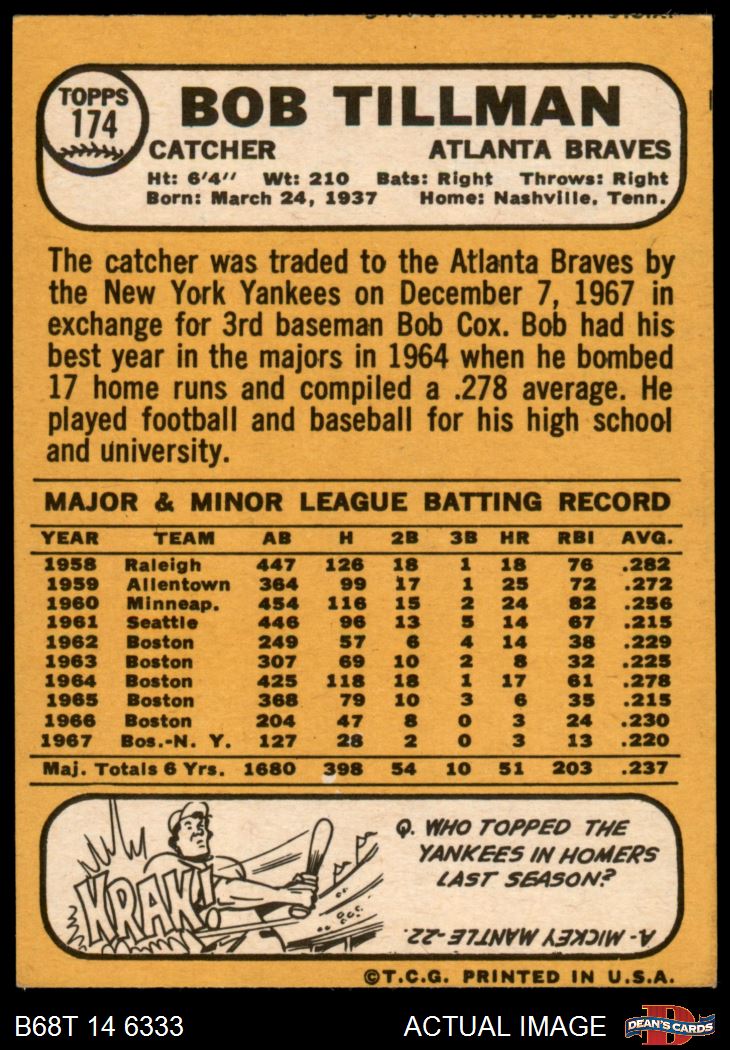 PRINTED IN
TOPPS
174
BOB TILLMAN
CATCHER ATLANTA BRAVES
Ht: 6'4'' Wt: 210 Bats: Right Throws: Right
Born: March 24, 1937 Home: Nashville, Tenn.
The catcher was traded to the Atlanta Braves by
the New York Yankees on December 7, 1967 in
exchange for 3rd baseman Bob Cox. Bob had his
best year in the majors in 1964 when he bombed
17 home runs and compiled a .278 average. He
played football and baseball for his high school
and university.
MAJOR & MINOR LEAGUE BATTING RECORD
YEAR TEAM AB H 2B 3B HR RBI AVG.
1958 Raleigh 447 126 18 1 18 76 .282
1959 Allentown 364 99 17 1 25 72 .272
1960 Minneap. 454 116 15 2 24 82 .256
1961 Seattle 446 96 13 5 14 67 .215
1962 Boston 249 57 6 4 14 38 .229
1963 Boston 307 69 10 2 8 32 .225
1964 Boston 425 118 18 1 17 61 .278
1965 Boston 368 79 10 3 6 35 .215
1966 Boston 204 47 8 0 3 24 .230
1967 Bos.-N. Y. 127 28 2 0 3 13 .220
Maj. Totals 6 Yrs. 1680 398 54 10 51 203 .237
KRAK!
Q. WHO TOPPED THE
YANKEES IN HOMERS
LAST SEASON?
A- MICKEY MANTLE-22.
©T.C.G. PRINTED IN U.S.A.
B68T 14 6333 ACTUAL IMAGE
D
DEAN'S CARDS